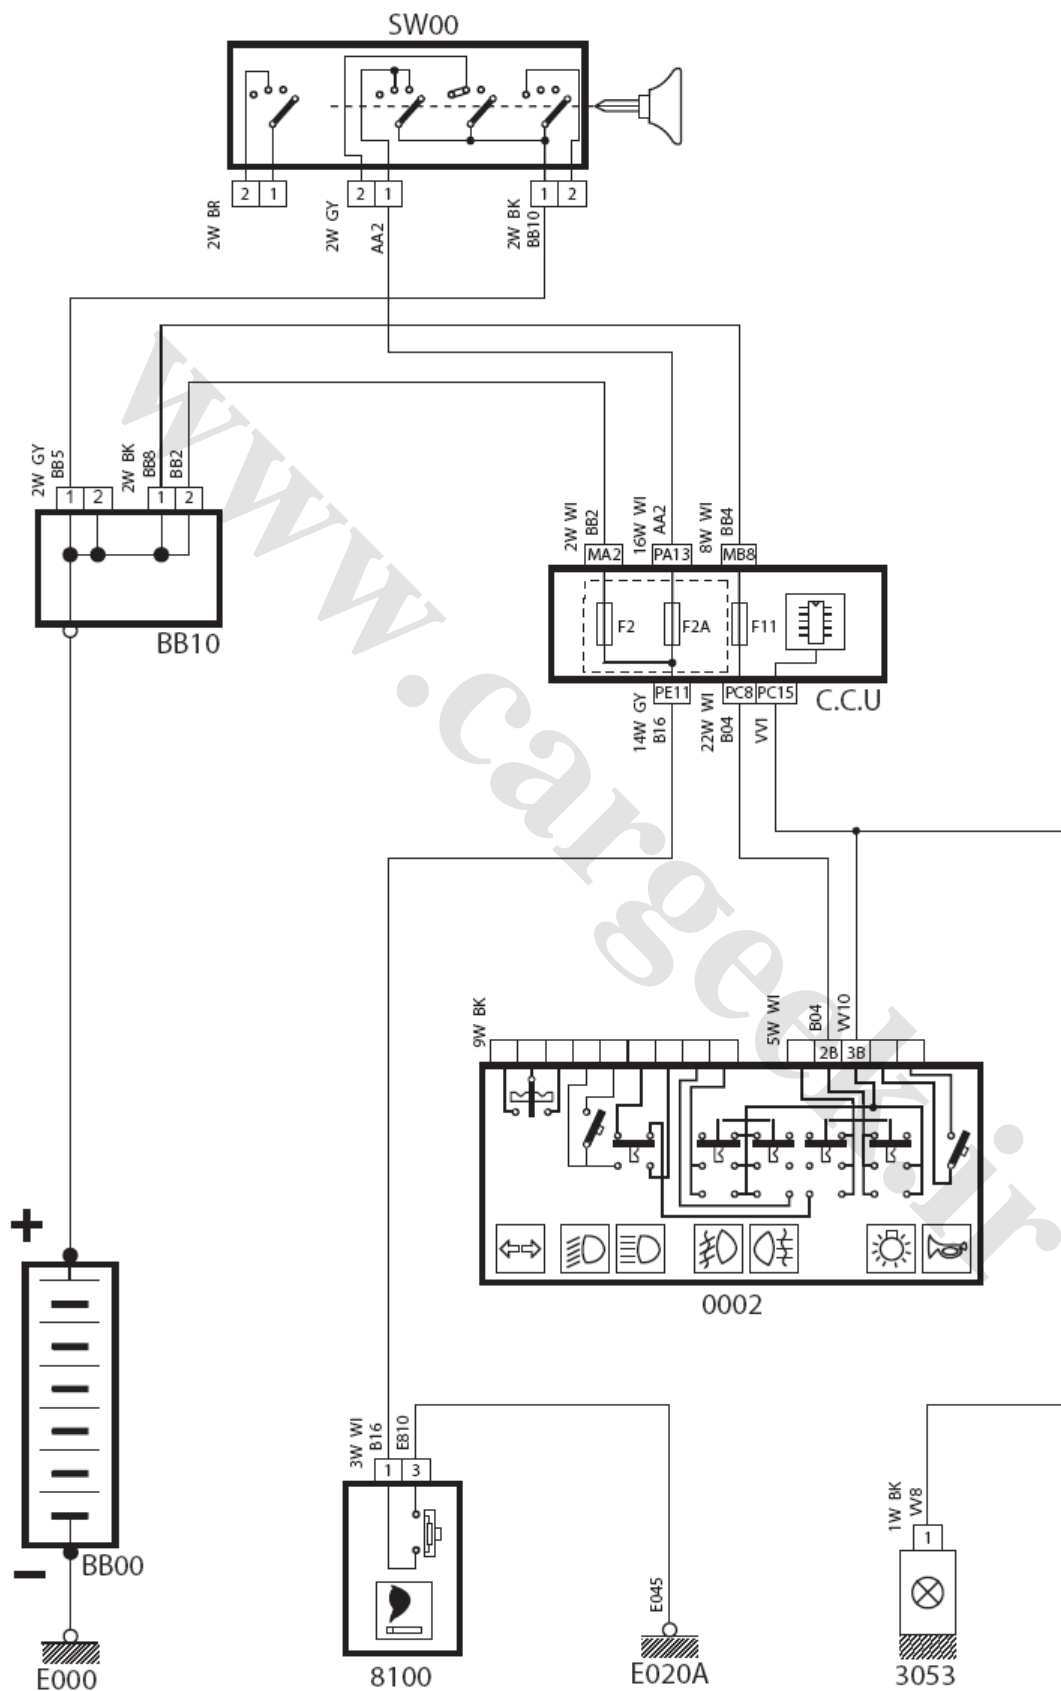 SW00
2 1 2 1 1 2
2W BR
2W GY
AA2
2W BK
BB10
2W GY
BB5
2W BK
BB8
BB2
1 2 1 2
BB10
2W WI
BB2
16W WI
AA2
8W WI
BB4
MA2 PA13 MB8
F2 F2A F11
PE11 PC8 PC15
C.C.U
14W GY
B16
22W WI
B04
VV1
www.cargeek.ir
9W BK
5W WI
B04
VV10
2B 3B
0002
+
−
BB00
E000
3W WI
B16
E810
1 3
8100
E045
E020A
1W BK
VV8
1
3053